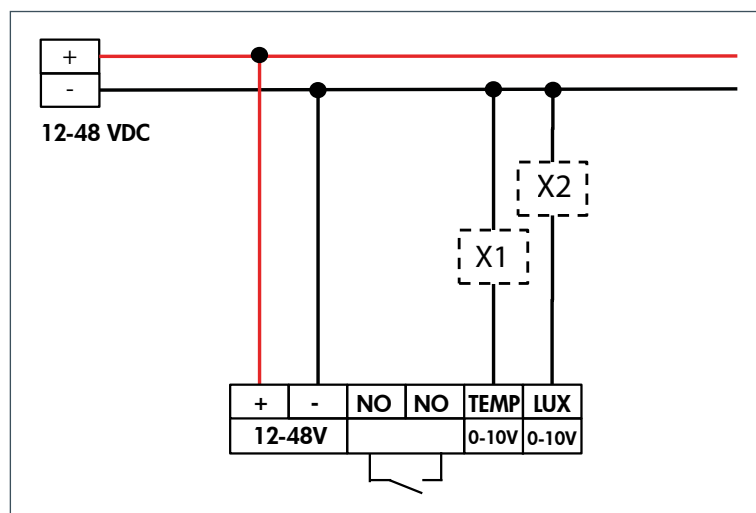 +
-
12-48 VDC
X2
X1
+ - NO NO TEMP LUX
12-48V 0-10V 0-10V